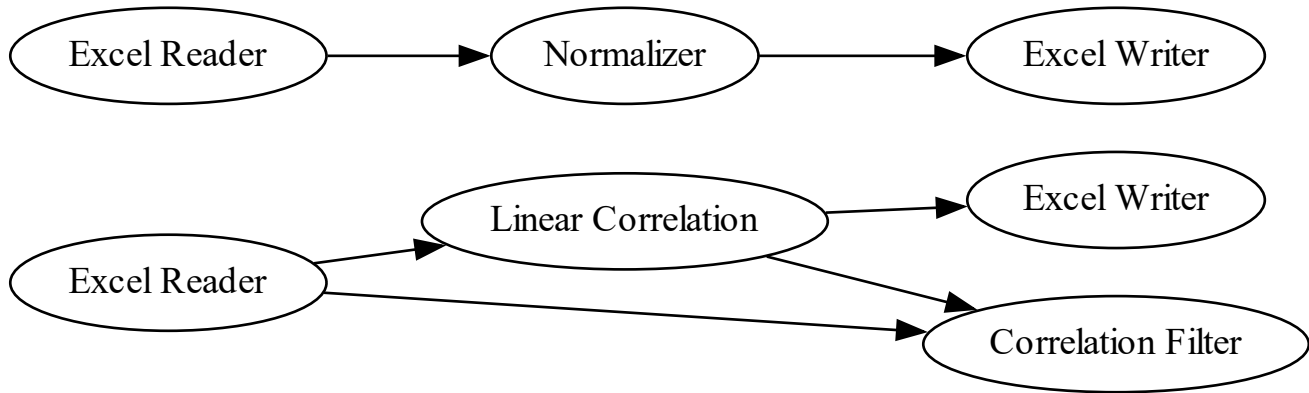 Excel Reader
Normalizer
Excel Writer
Linear Correlation
Excel Writer
Excel Reader
Correlation Filter